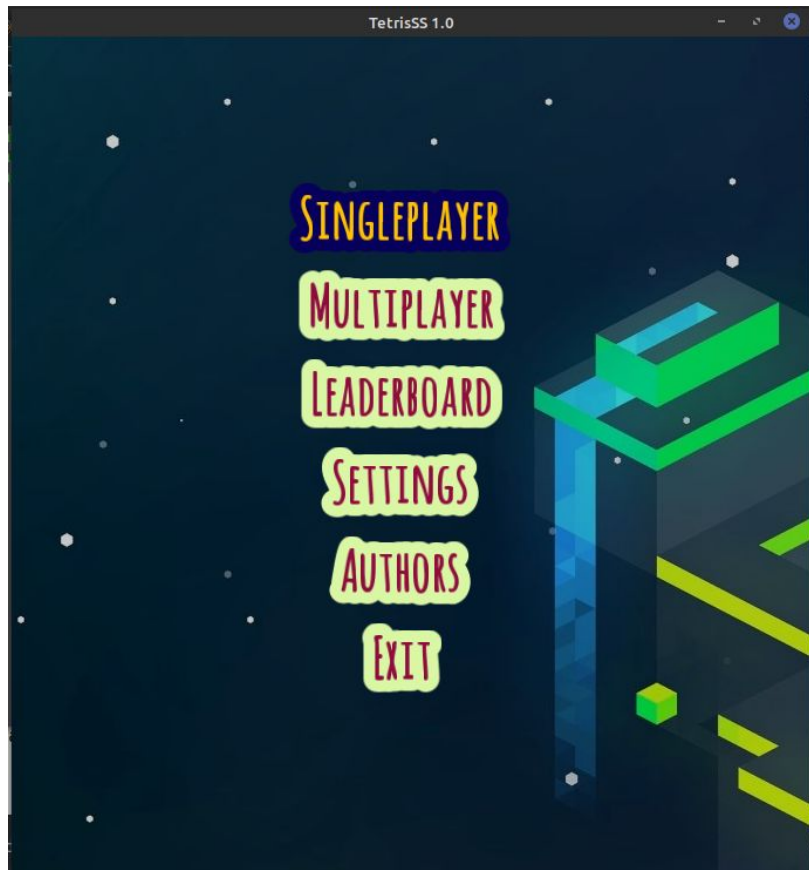 TetrisSS 1.0
Singleplayer
Multiplayer
Leaderboard
Settings
Authors
Exit